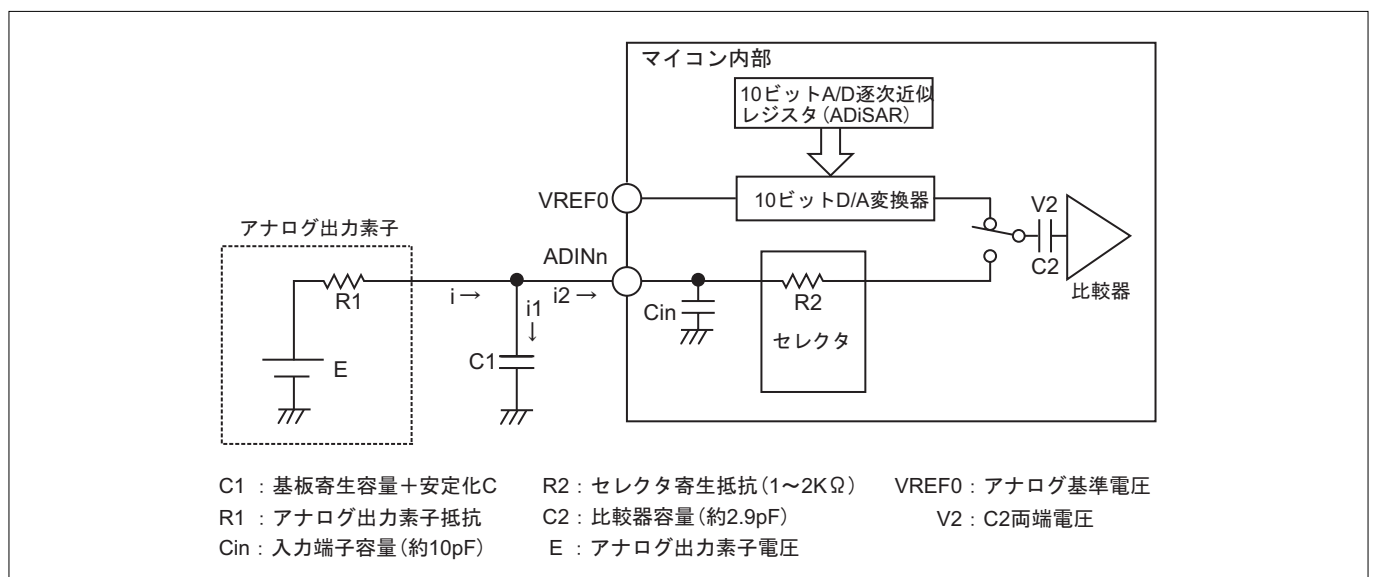 マイコン内部
10ビットA/D逐次近似
レジスタ(ADiSAR)
VREF0
10ビットD/A変換器
V2
C2
比較器
アナログ出力素子
ADINn
R1
i→
i1
↓
i2→
Cin
R2
セレクタ
C1
E
C1：基板寄生容量＋安定化C
R2：セレクタ寄生抵抗(1～2KΩ)
VREF0：アナログ基準電圧
R1：アナログ出力素子抵抗
C2：比較器容量(約2.9pF)
V2：C2両端電圧
Cin：入力端子容量(約10pF)
E：アナログ出力素子電圧